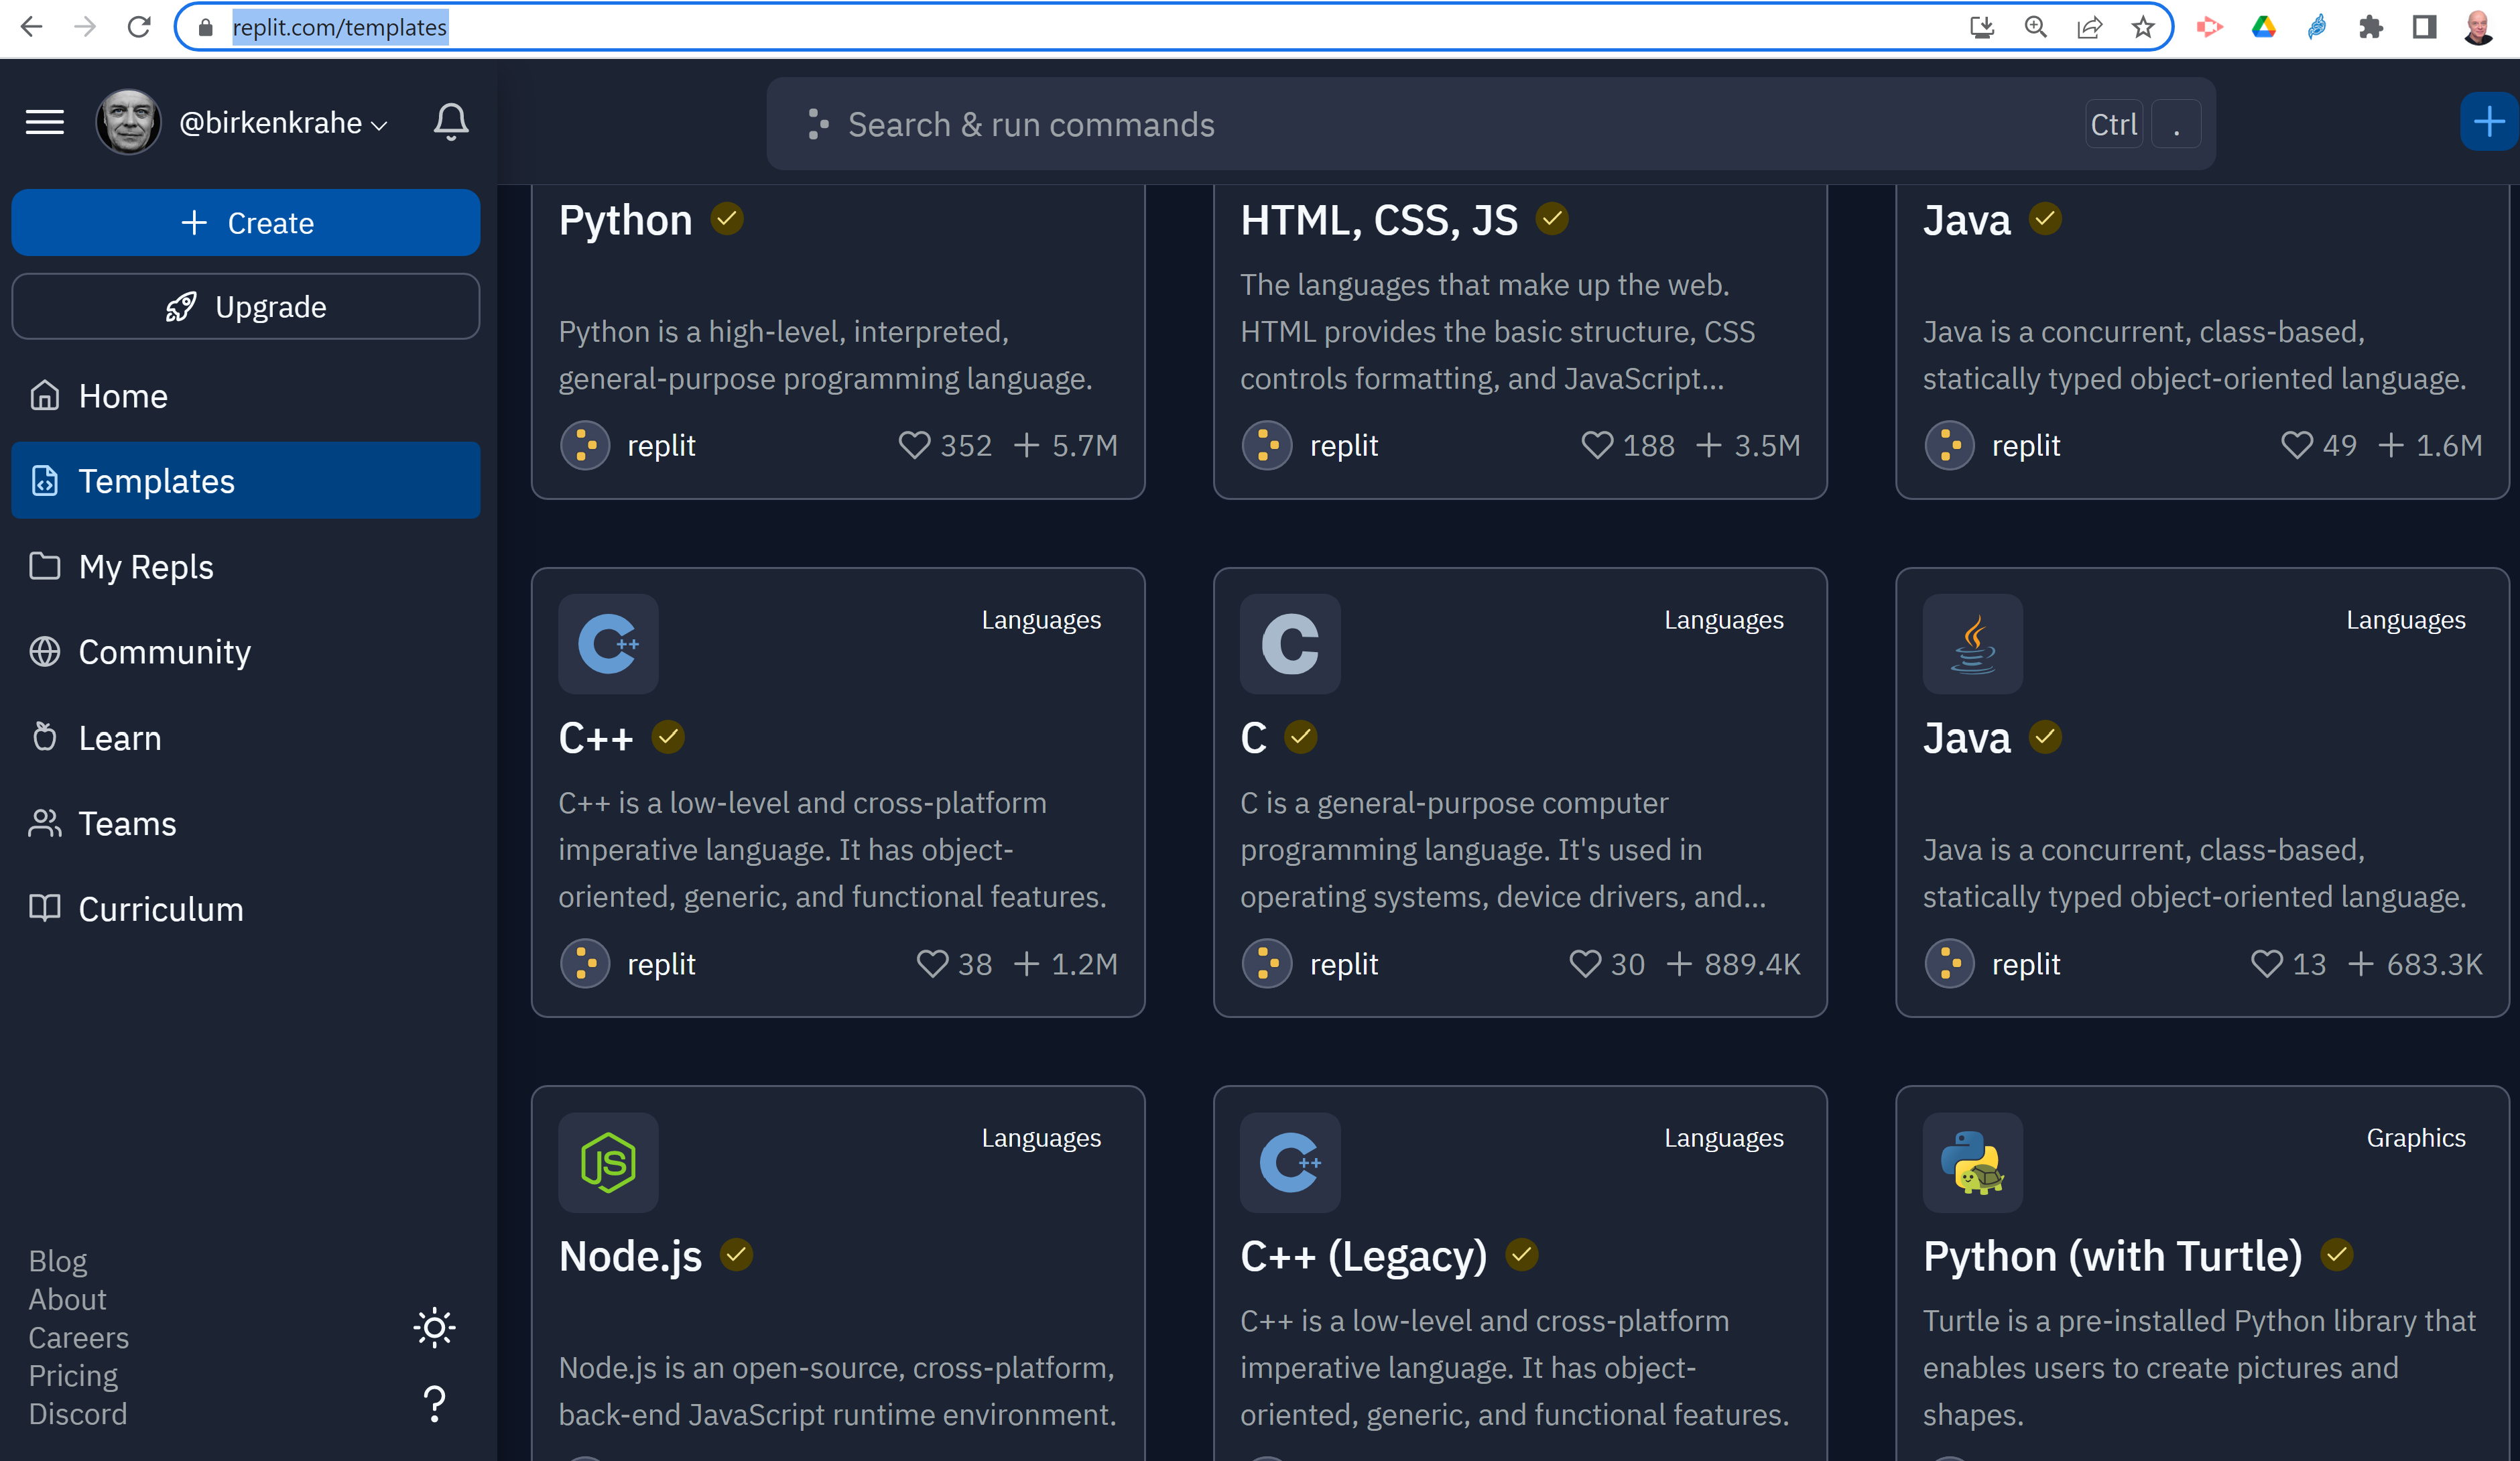 replit.com/templates
@birkenkrahe
Search & run commands
Ctrl .
Create
Upgrade
Home
Templates
My Repls
Community
Learn
Teams
Curriculum
Blog
About
Careers
Pricing
Discord
?
Python
Python is a high-level, interpreted,
general-purpose programming language.
replit 352 + 5.7M
HTML, CSS, JS
The languages that make up the web.
HTML provides the basic structure, CSS
controls formatting, and JavaScript...
replit 188 + 3.5M
Java
Java is a concurrent, class-based,
statically typed object-oriented language.
replit 49 + 1.6M
C++
Languages
C++
C++ is a low-level and cross-platform
imperative language. It has object-
oriented, generic, and functional features.
replit 38 + 1.2M
C
Languages
C
C is a general-purpose computer
programming language. It's used in
operating systems, device drivers, and...
replit 30 + 889.4K
Languages
Java
Java is a concurrent, class-based,
statically typed object-oriented language.
replit 13 + 683.3K
JS
Languages
Node.js
Node.js is an open-source, cross-platform,
back-end JavaScript runtime environment.
C++
Languages
C++ (Legacy)
C++ is a low-level and cross-platform
imperative language. It has object-
oriented, generic, and functional features.
Graphics
Python (with Turtle)
Turtle is a pre-installed Python library that
enables users to create pictures and
shapes.